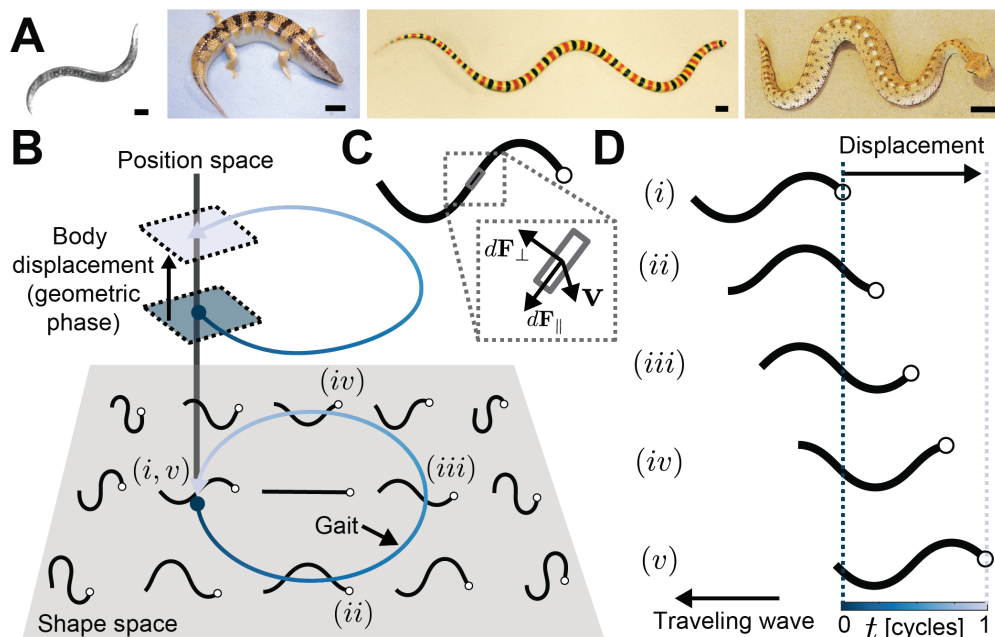 A
B
Position space
Body
displacement
(geometric
phase)
(iv)
(i, v)
(iii)
Gait
(ii)
Shape space
C
dF⊥
V
dF∥
D
Displacement
(i)
(ii)
(iii)
(iv)
(v)
Traveling wave
0 t [cycles] 1